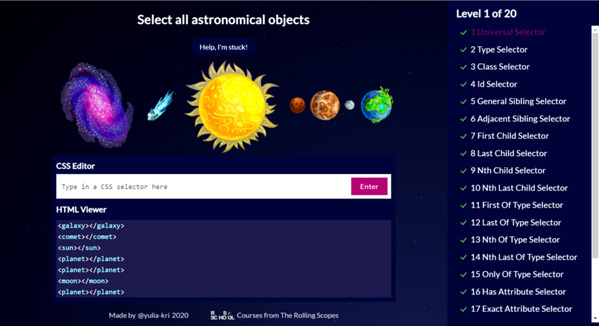 Select all astronomical objects
Help, I'm stuck!
CSS Editor
Type in a CSS selector here
Enter
HTML Viewer
<galaxy></galaxy>
<comet></comet>
<sun></sun>
<planet></planet>
<planet></planet>
<moon></moon>
<planet></planet>
Made by @yulia-kri 2020
RS
SCHOOL
Courses from The Rolling Scopes
Level 1 of 20
1 Universal Selector
2 Type Selector
3 Class Selector
4 Id Selector
5 General Sibling Selector
6 Adjacent Sibling Selector
7 First Child Selector
8 Last Child Selector
9 Nth Child Selector
10 Nth Last Child Selector
11 First Of Type Selector
12 Last Of Type Selector
13 Nth Of Type Selector
14 Nth Last Of Type Selector
15 Only Of Type Selector
16 Has Attribute Selector
17 Exact Attribute Selector